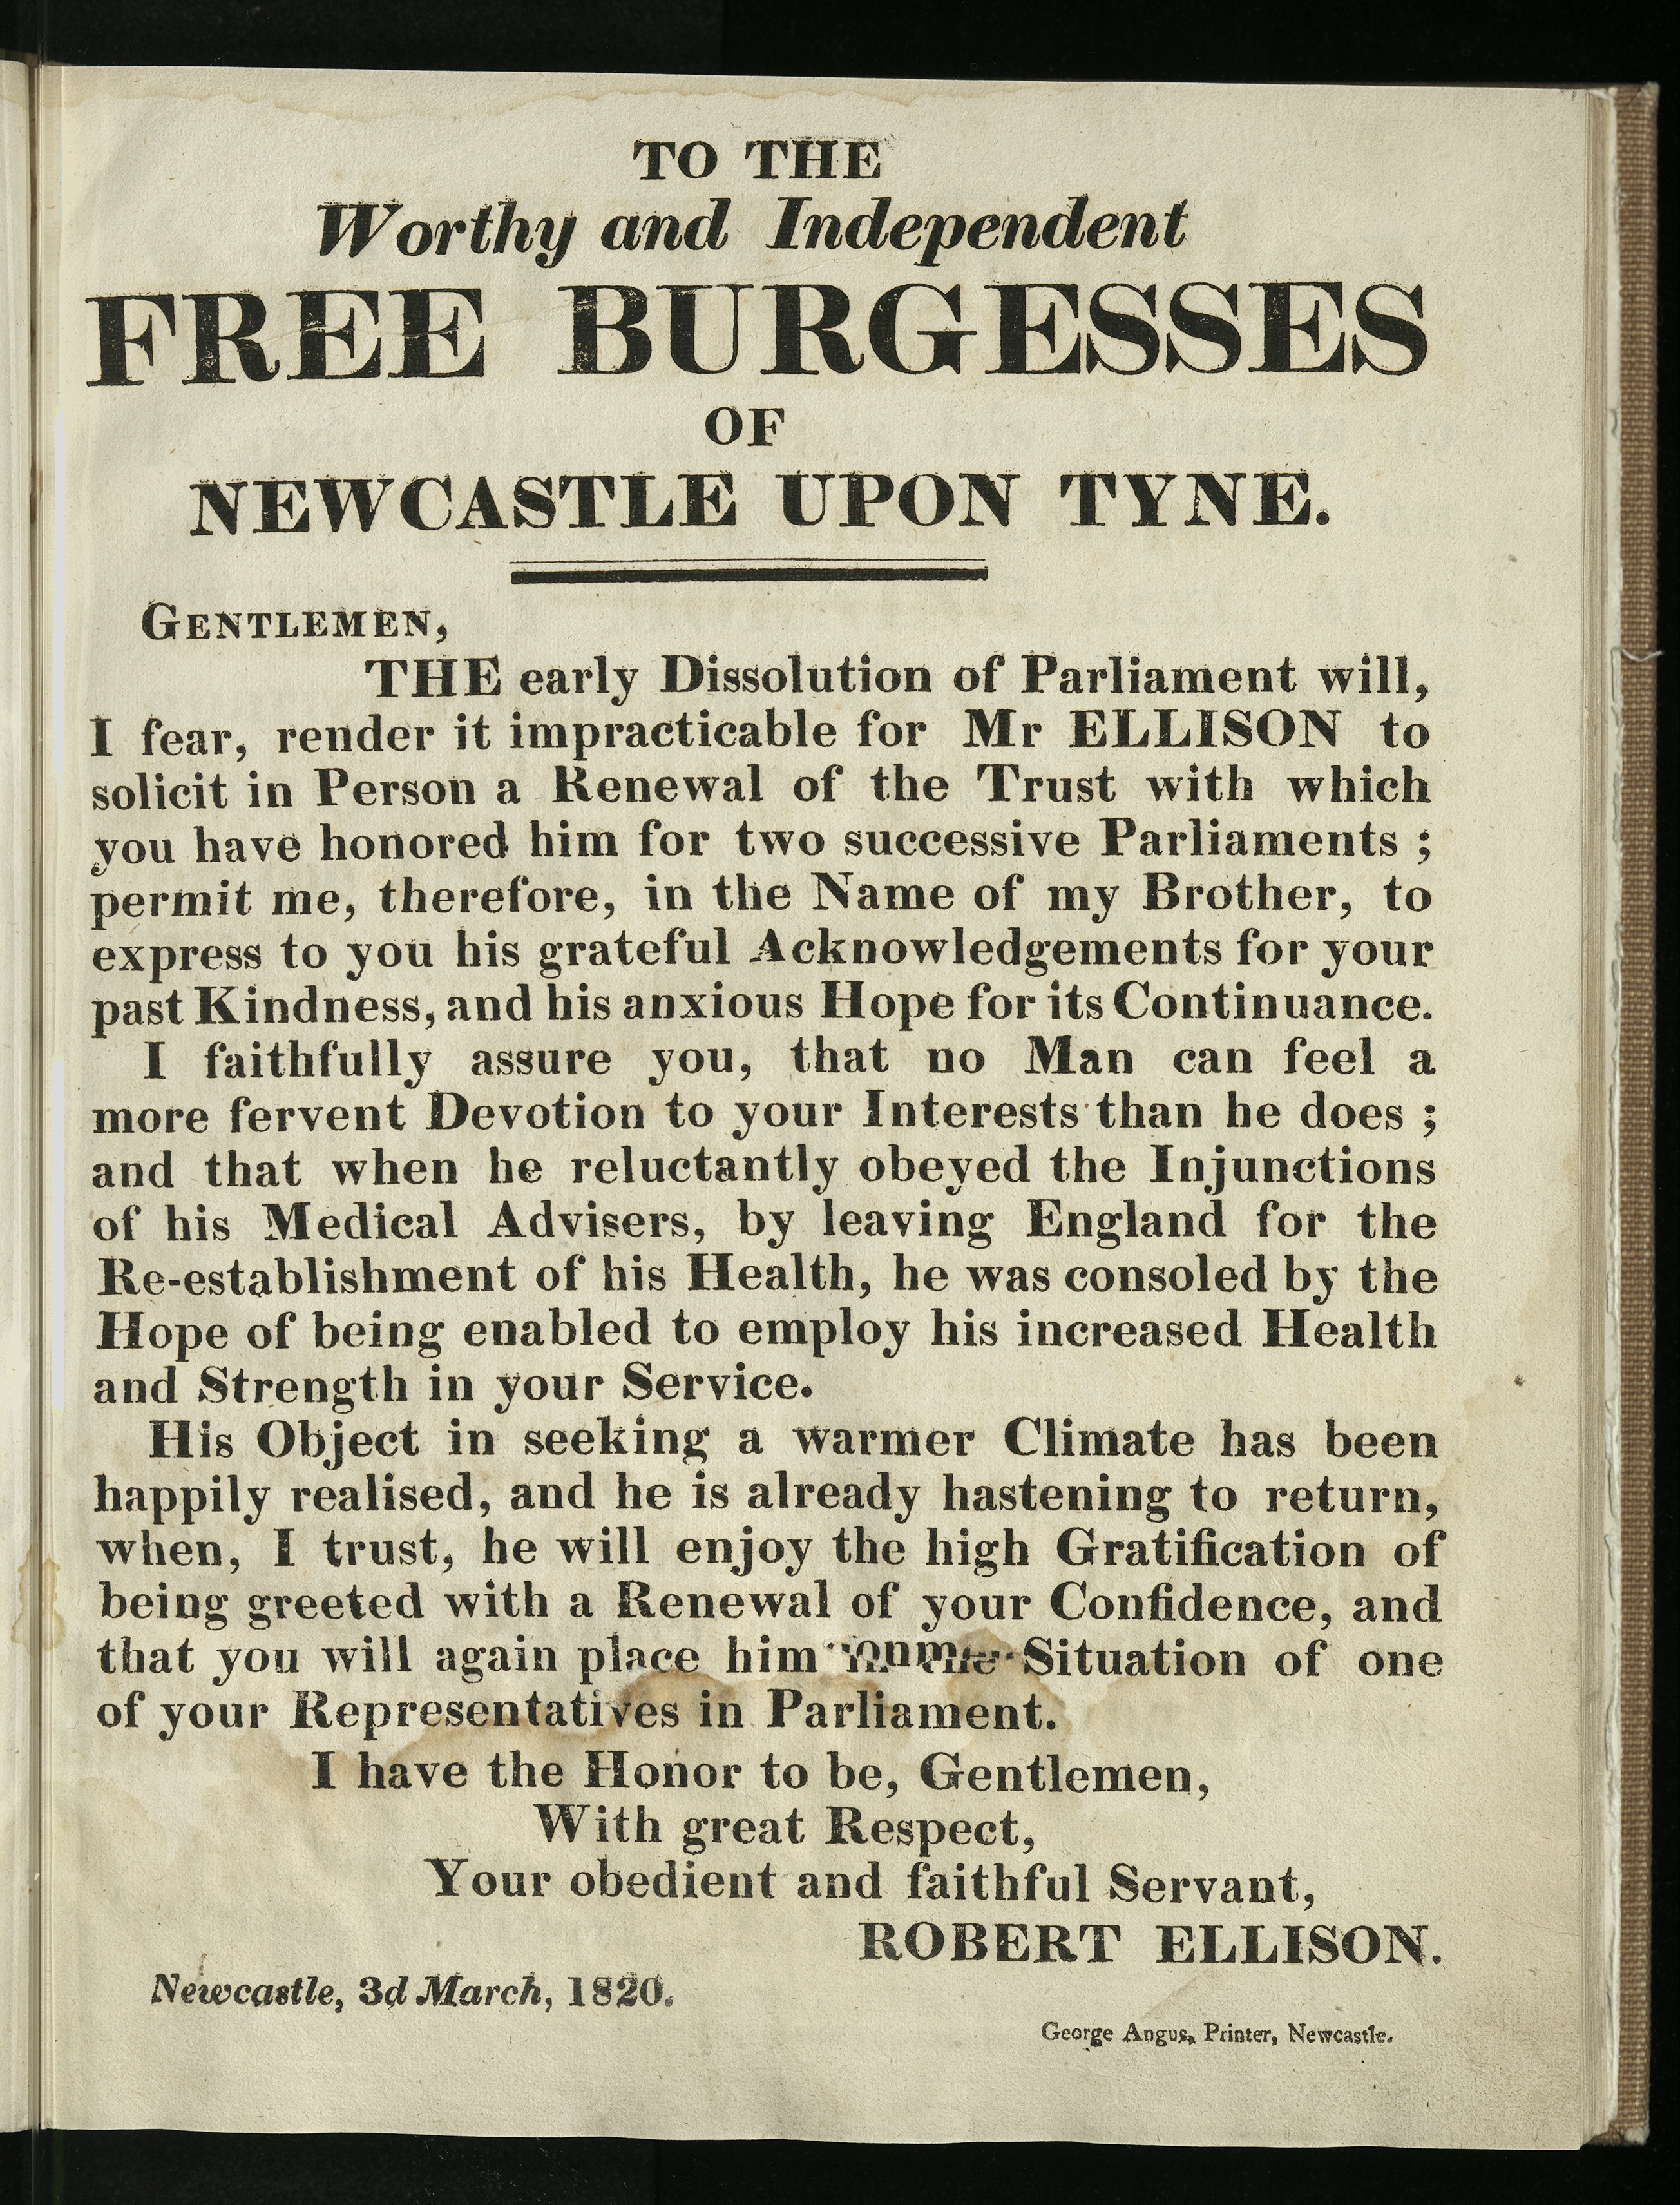 TO THE
Worthy and Independent
FREE BURGESSES
OF
NEWCASTLE UPON TYNE.
GENTLEMEN,
THE early Dissolution of Parliament will,
I fear, render it impracticable for Mr ELLISON to
solicit in Person a Renewal of the Trust with which
you have honored him for two successive Parliaments ;
permit me, therefore, in the Name of my Brother, to
express to you his grateful Acknowledgements for your
past Kindness, and his anxious Hope for its Continuance.
I faithfully assure you, that no Man can feel a
more fervent Devotion to your Interests than he does ;
and that when he reluctantly obeyed the Injunctions
of his Medical Advisers, by leaving England for the
Re-establishment of his Health, he was consoled by the
Hope of being enabled to employ his increased Health
and Strength in your Service.
His Object in seeking a warmer Climate has been
happily realised, and he is already hastening to return,
when, I trust, he will enjoy the high Gratification of
being greeted with a Renewal of your Confidence, and
that you will again place him Situation of one
of your Representatives in Parliament.
I have the Honor to be, Gentlemen,
With great Respect,
Your obedient and faithful Servant,
ROBERT ELLISON.
Newcastle, 3d March, 1820.
George Angus, Printer, Newcastle.